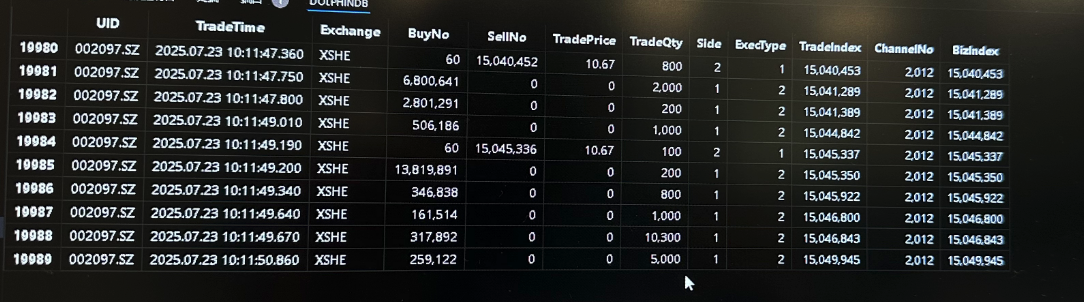 DOLPHINDB
UID TradeTime Exchange BuyNo SellNo TradePrice TradeQty Side ExecType TradeIndex ChannelNo BizIndex
19980 002097.SZ 2025.07.23 10:11:47.360 XSHE 60 15,040,452 10.67 800 2 1 15,040,453 2,012 15,040,453
19981 002097.SZ 2025.07.23 10:11:47.750 XSHE 6,800,641 0 0 2,000 1 2 15,041,289 2,012 15,041,289
19982 002097.SZ 2025.07.23 10:11:47.800 XSHE 2,801,291 0 0 200 1 2 15,041,389 2,012 15,041,389
19983 002097.SZ 2025.07.23 10:11:49.010 XSHE 506,186 0 0 1,000 1 2 15,044,842 2,012 15,044,842
19984 002097.SZ 2025.07.23 10:11:49.190 XSHE 60 15,045,336 10.67 100 2 1 15,045,337 2,012 15,045,337
19985 002097.SZ 2025.07.23 10:11:49.200 XSHE 13,819,891 0 0 200 1 2 15,045,350 2,012 15,045,350
19986 002097.SZ 2025.07.23 10:11:49.340 XSHE 346,838 0 0 800 1 2 15,045,922 2,012 15,045,922
19987 002097.SZ 2025.07.23 10:11:49.640 XSHE 161,514 0 0 1,000 1 2 15,046,800 2,012 15,046,800
19988 002097.SZ 2025.07.23 10:11:49.670 XSHE 317,892 0 0 10,300 1 2 15,046,843 2,012 15,046,843
19989 002097.SZ 2025.07.23 10:11:50.860 XSHE 259,122 0 0 5,000 1 2 15,049,945 2,012 15,049,945